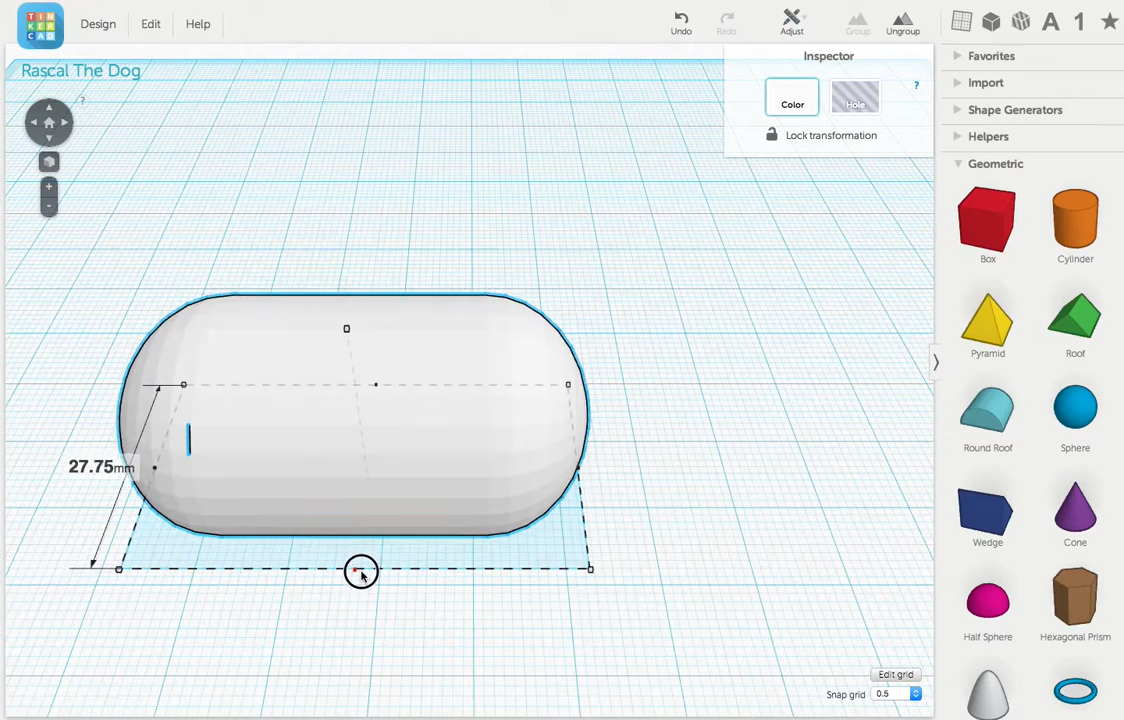 TIN
KER
CAD
Design
Edit
Help
Undo
Redo
Adjust
Group
Ungroup
A
1
Rascal The Dog
?
+
-
Inspector
Color
Hole
?
Lock transformation
Favorites
Import
Shape Generators
Helpers
Geometric
Box
Cylinder
Pyramid
Roof
Round Roof
Sphere
Wedge
Cone
Half Sphere
Hexagonal Prism
27.75mm
Edit grid
Snap grid 0.5